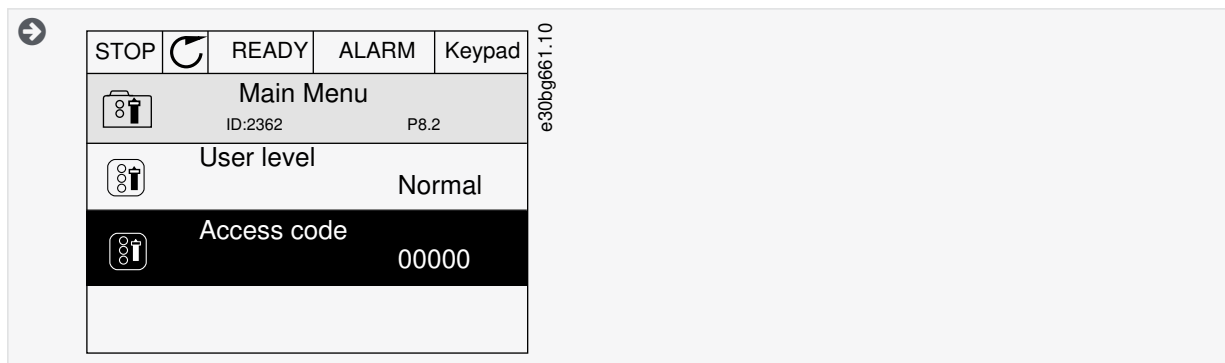 STOP READY ALARM Keypad
Main Menu
ID:2362 P8.2
User level
Normal
Access code
00000
e30bg661.10